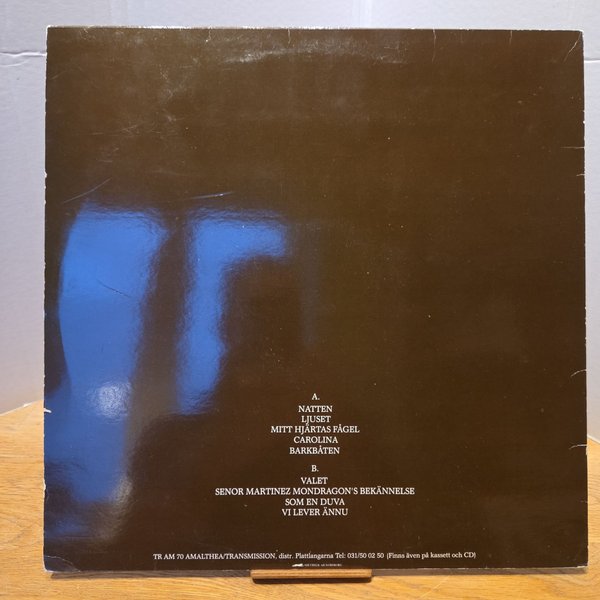 A.
NATTEN
LJUSET
MITT HJÄRTAS FÅGEL
CAROLINA
BARKBÅTEN
B.
VALET
SENOR MARTINEZ MONDRAGON'S BEKÄNNELSE
SOM EN DUVA
VI LEVER ÄNNU
TR AM 70 AMALTHEA/TRANSMISSION, distr. Plattlangarna Tel: 031/50 02 50 (Finns även på kassett och CD)